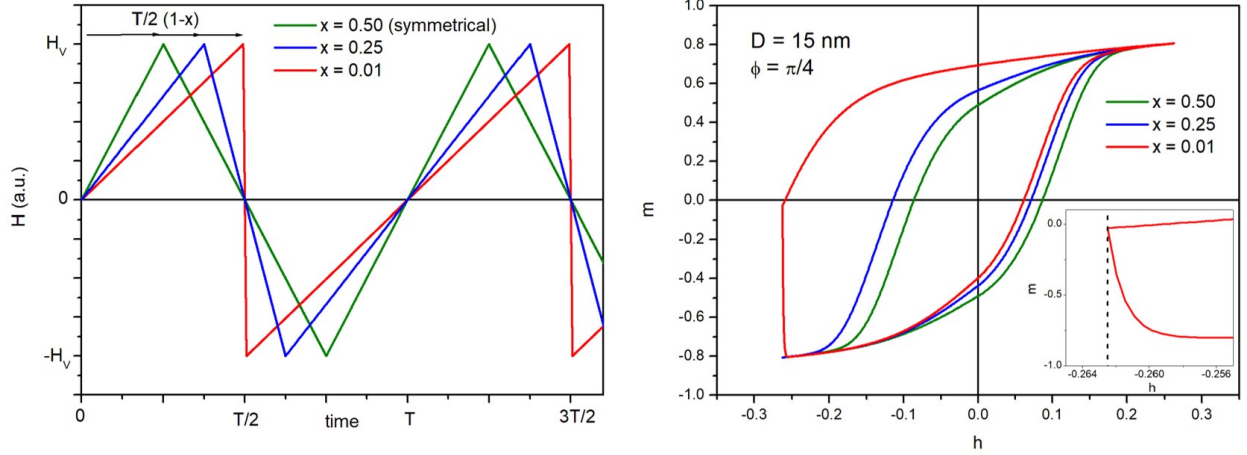 T/2 (1-x)
x = 0.50 (symmetrical)
x = 0.25
x = 0.01
H_V
0
-H_V
H (a.u.)
0
T/2
time
T
3T/2
D = 15 nm
ϕ = π/4
x = 0.50
x = 0.25
x = 0.01
1.0
0.8
0.6
0.4
0.2
0.0
-0.2
-0.4
-0.6
-0.8
-1.0
m
-0.3
-0.2
-0.1
0.0
0.1
0.2
0.3
h
0.0
-0.5
-1.0
m
-0.264
-0.260
-0.256
h